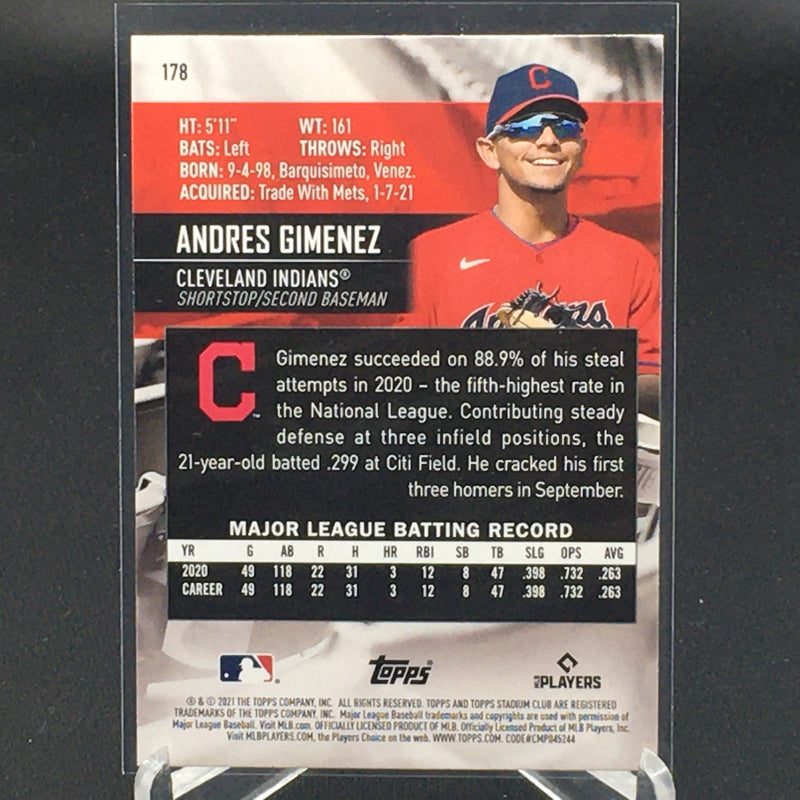 178
HT: 5'11" WT: 161
BATS: Left THROWS: Right
BORN: 9-4-98, Barquisimeto, Venez.
ACQUIRED: Trade With Mets, 1-7-21
C
ANDRES GIMENEZ
CLEVELAND INDIANS®
SHORTSTOP/SECOND BASEMAN
C™
Gimenez succeeded on 88.9% of his steal
attempts in 2020 – the fifth-highest rate in
the National League. Contributing steady
defense at three infield positions, the
21-year-old batted .299 at Citi Field. He cracked his first
three homers in September.
MAJOR LEAGUE BATTING RECORD
YR G AB R H HR RBI SB TB SLG OPS AVG
2020 49 118 22 31 3 12 8 47 .398 .732 .263
CAREER 49 118 22 31 3 12 8 47 .398 .732 .263
topps® MLB PLAYERS
® & © 2021 THE TOPPS COMPANY, INC. ALL RIGHTS RESERVED. TOPPS AND TOPPS STADIUM CLUB ARE REGISTERED
TRADEMARKS OF THE TOPPS COMPANY, INC. Major League Baseball trademarks and copyrights are used with permission of
Major League Baseball. Visit MLB.com. OFFICIALLY LICENSED PRODUCT OF MLB. Officially Licensed Product of MLB Players, Inc.
Visit MLBPLAYERS.COM, the Players Choice on the web. WWW.TOPPS.COM. CODE#CMP045244